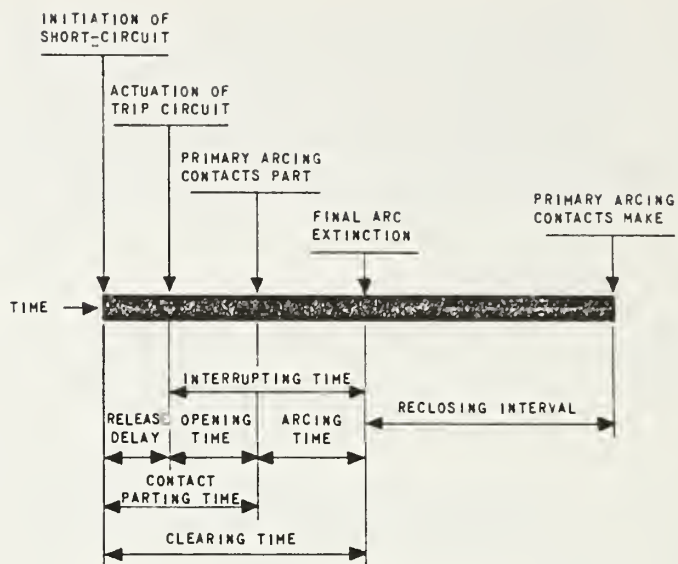 INITIATION OF
SHORT-CIRCUIT
ACTUATION OF
TRIP CIRCUIT
PRIMARY ARCING
CONTACTS PART
FINAL ARC
EXTINCTION
PRIMARY ARCING
CONTACTS MAKE
TIME
INTERRUPTING TIME
RECLOSING INTERVAL
RELEASE
DELAY
OPENING
TIME
ARCING
TIME
CONTACT
PARTING TIME
CLEARING TIME